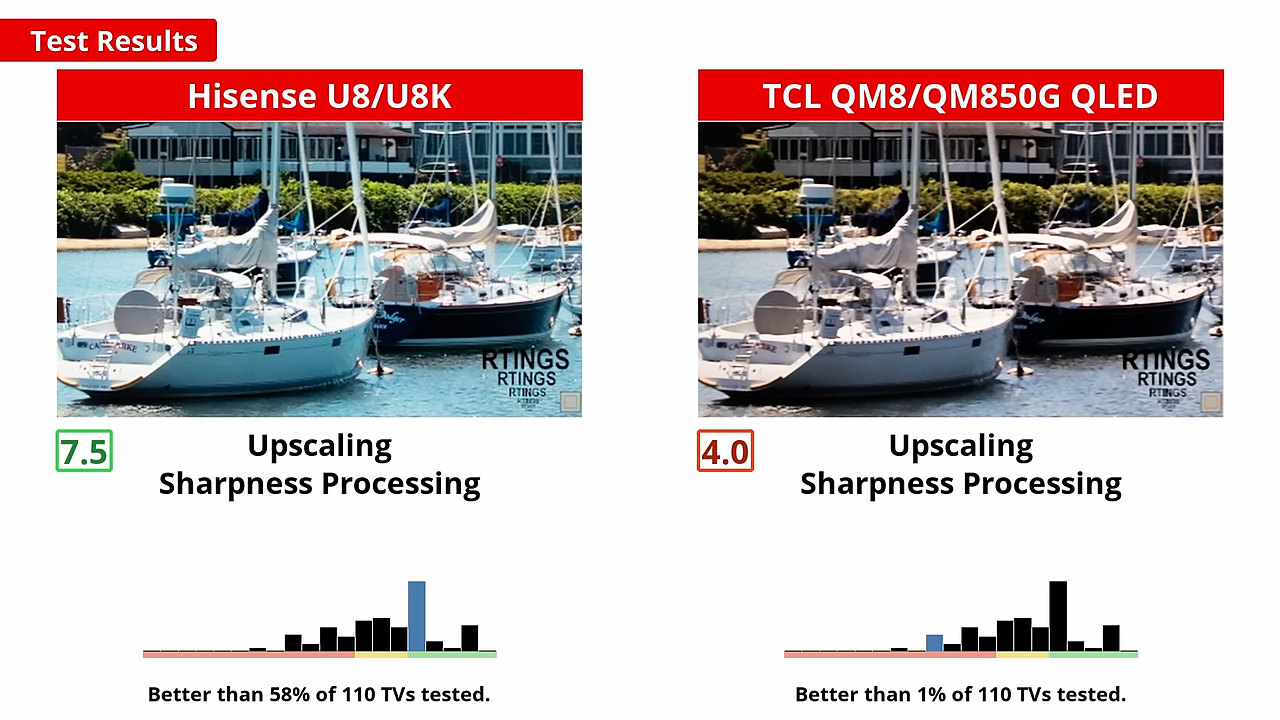 Test Results
Hisense U8/U8K
TCL QM8/QM850G QLED
RTINGS
RTINGS
RTINGS
RTINGS
RTINGS
RTINGS
RTINGS
RTINGS
7.5
Upscaling
Sharpness Processing
4.0
Upscaling
Sharpness Processing
Better than 58% of 110 TVs tested.
Better than 1% of 110 TVs tested.